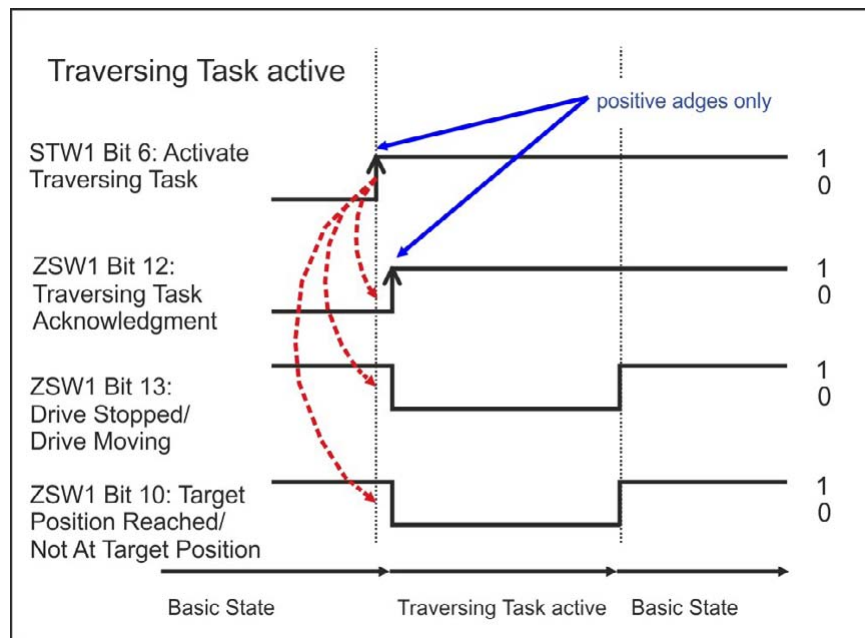 Traversing Task active
positive adges only
STW1 Bit 6: Activate
Traversing Task
1
0
ZSW1 Bit 12:
Traversing Task
Acknowledgment
1
0
ZSW1 Bit 13:
Drive Stopped/
Drive Moving
1
0
ZSW1 Bit 10: Target
Position Reached/
Not At Target Position
1
0
Basic State
Traversing Task active
Basic State